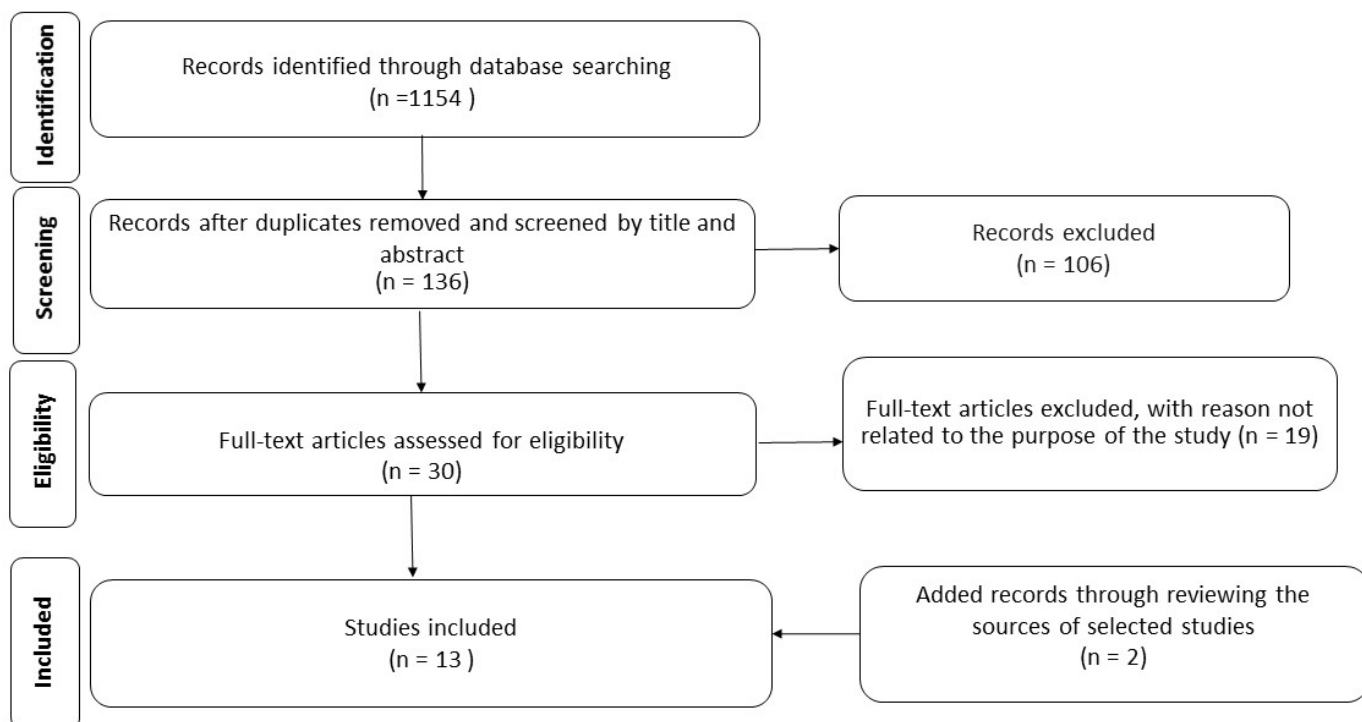 Identification
Records identified through database searching
(n =1154 )
Screening
Records after duplicates removed and screened by title and
abstract
(n = 136)
Records excluded
(n = 106)
Eligibility
Full-text articles assessed for eligibility
(n = 30)
Full-text articles excluded, with reason not
related to the purpose of the study (n = 19)
Included
Studies included
(n = 13 )
Added records through reviewing the
sources of selected studies
(n = 2)